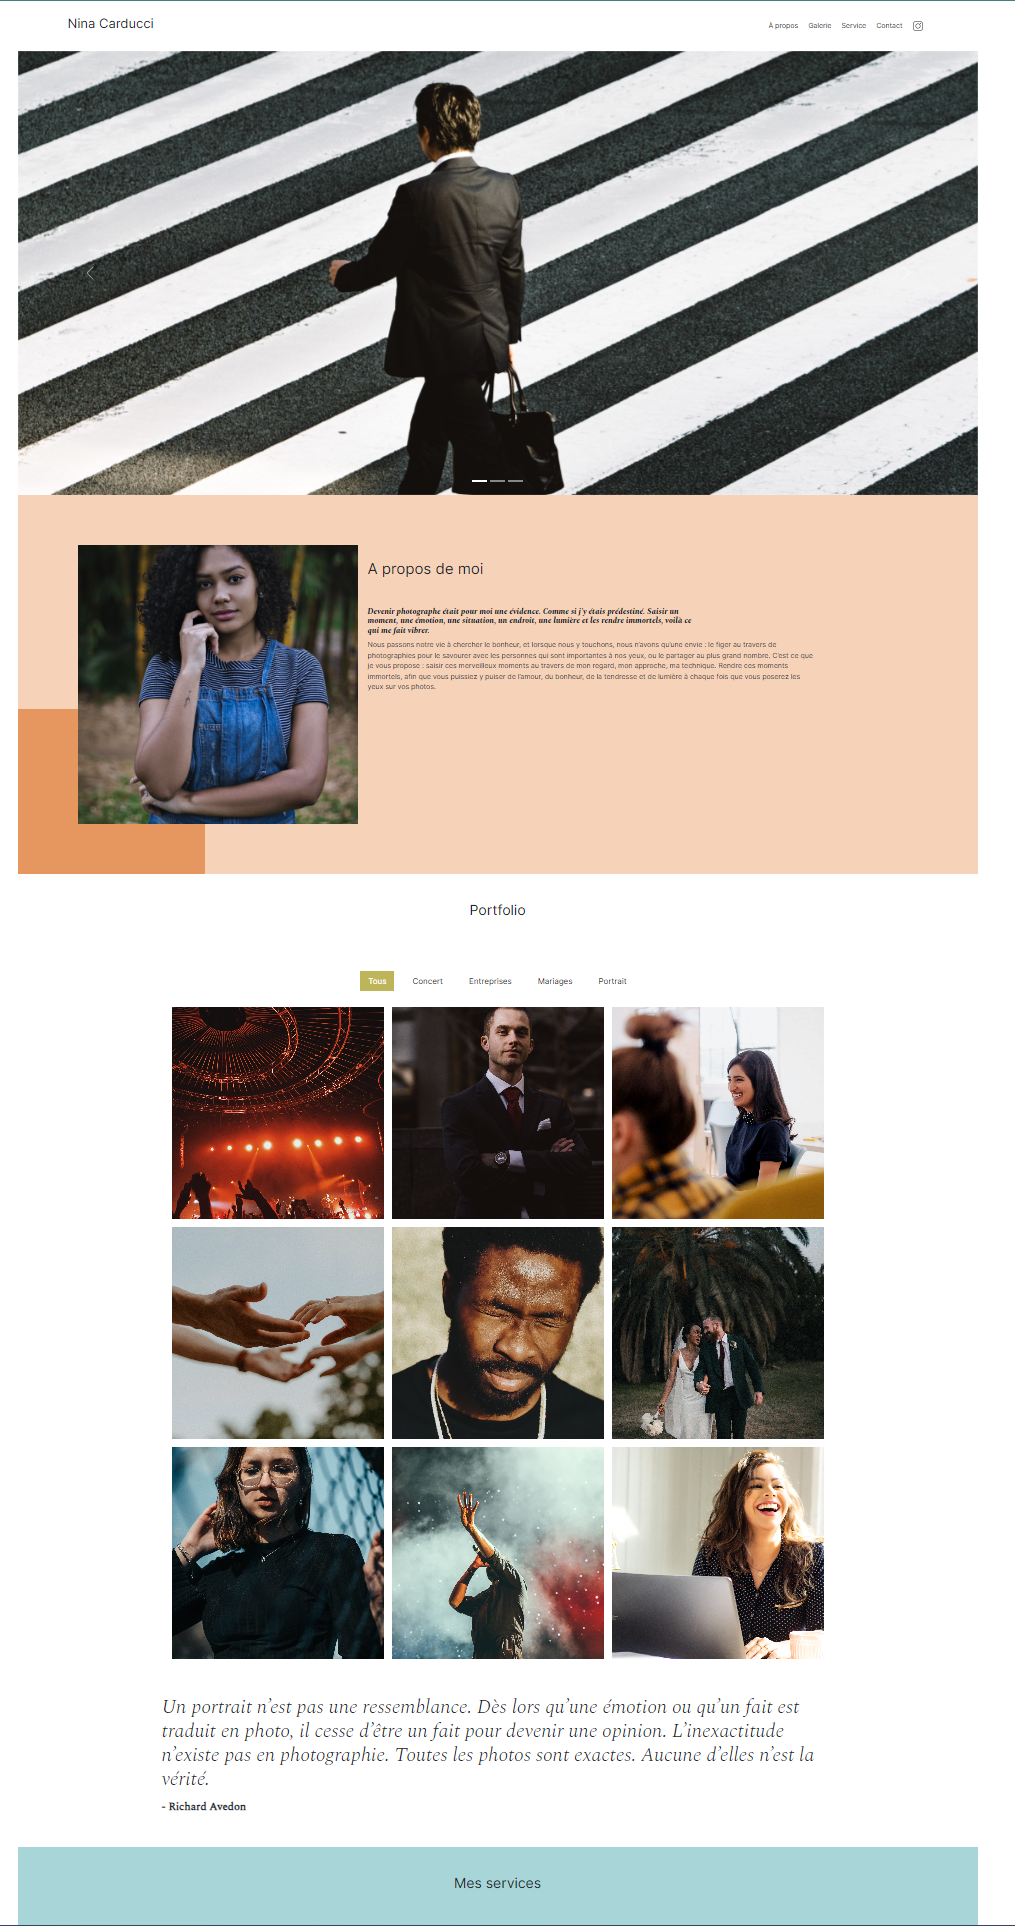 Nina Carducci
À propos Galerie Service Contact
A propos de moi
Devenir photographe était pour moi une évidence. Comme si j'y étais prédestiné. Saisir un
moment, une émotion, une situation, un endroit, une lumière et les rendre immortels, voilà ce
qui me fait vibrer.
Nous passons notre vie à chercher le bonheur, et lorsque nous y touchons, nous n'avons qu'une envie : le figer au travers de
photographies pour le savourer avec les personnes qui sont importantes à nos yeux, ou le partager au plus grand nombre. C'est ce que
je vous propose : saisir ces merveilleux moments au travers de mon regard, mon approche, ma technique. Rendre ces moments
immortels, afin que vous puissiez y puiser de l'amour, du bonheur, de la tendresse et de lumière à chaque fois que vous poserez les
yeux sur vos photos.
Portfolio
Tous Concert Entreprises Mariages Portrait
Un portrait n’est pas une ressemblance. Dès lors qu’une émotion ou qu’un fait est
traduit en photo, il cesse d’être un fait pour devenir une opinion. L’inexactitude
n’existe pas en photographie. Toutes les photos sont exactes. Aucune d’elles n’est la
vérité.
- Richard Avedon
Mes services